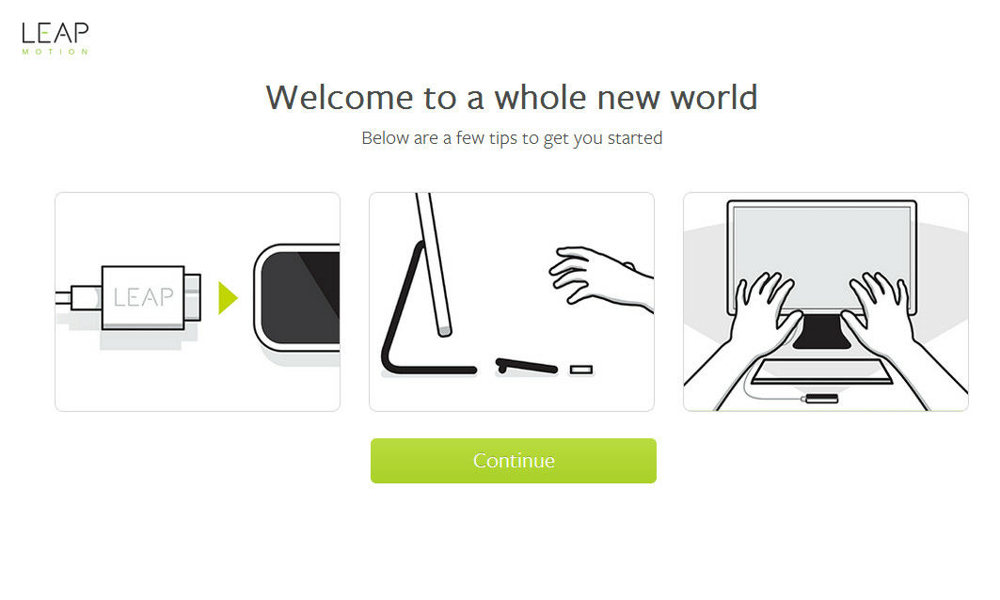 LEAP
MOTION
Welcome to a whole new world
Below are a few tips to get you started
LEAP
Continue